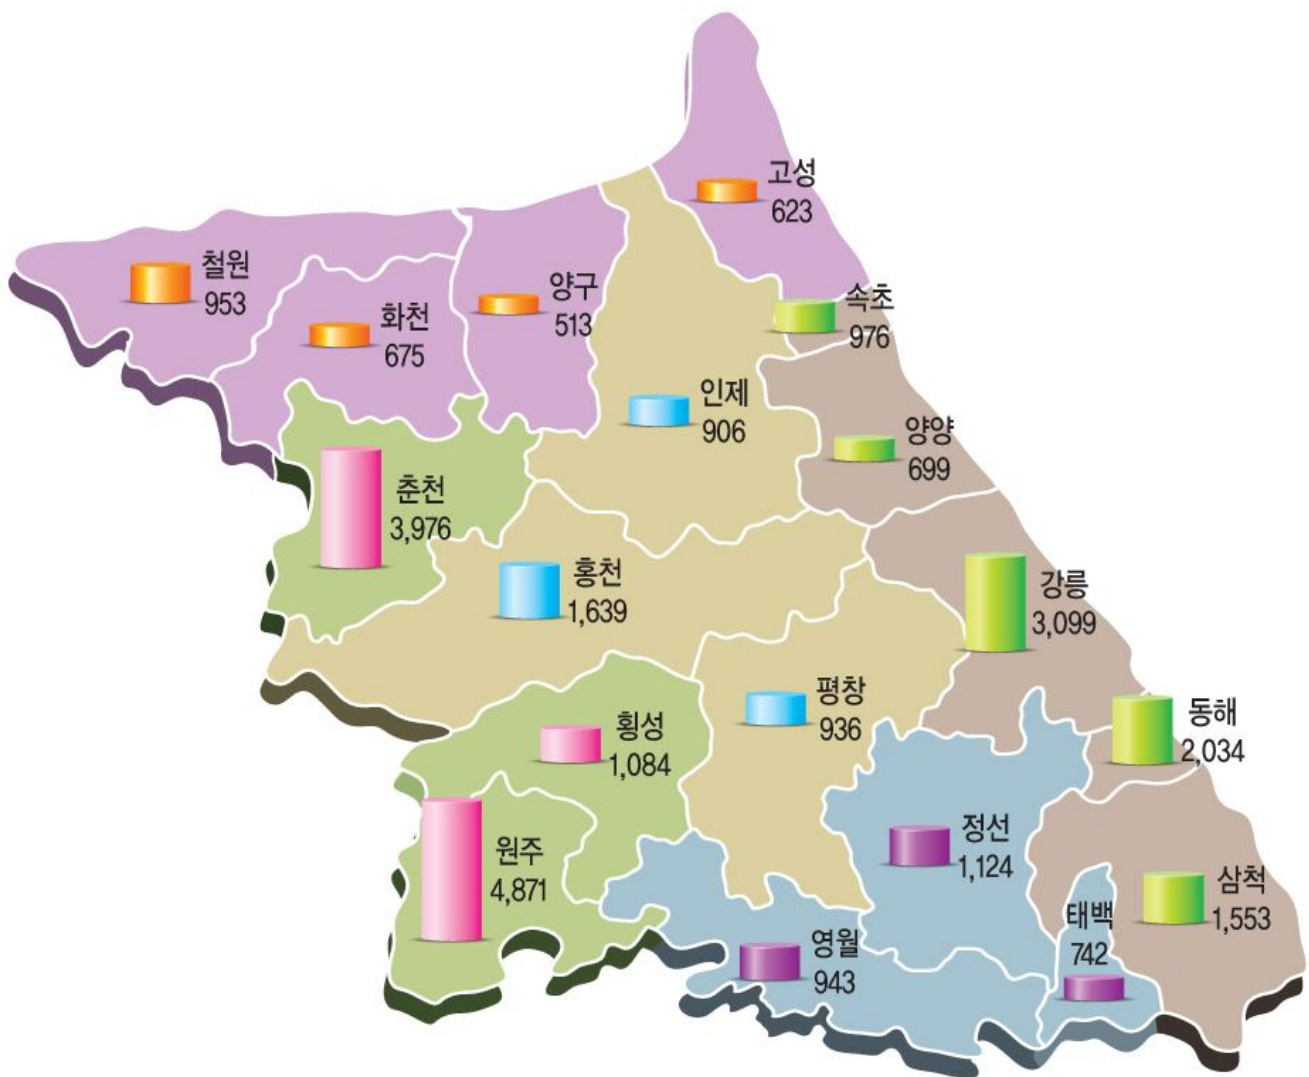 고성
623
철원
953
양구
513
화천
675
속초
976
인제
906
양양
699
춘천
3,976
홍천
1,639
강릉
3,099
평창
936
동해
2,034
횡성
1,084
정선
1,124
원주
4,871
삼척
1,553
태백
742
영월
943